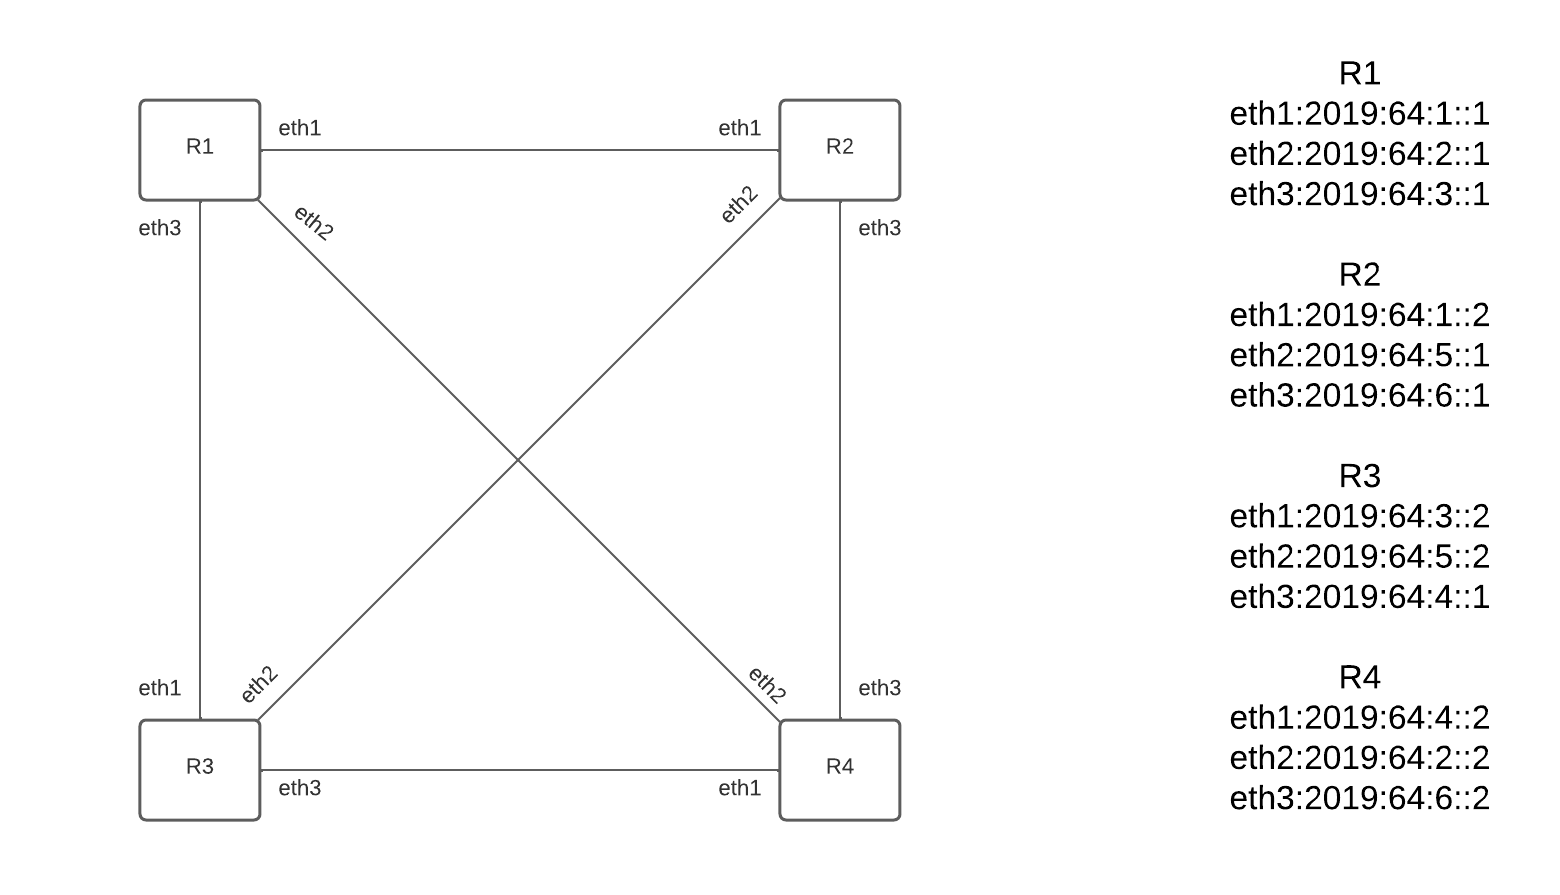 R1
eth1
eth1
R2
eth3
eth2
eth2
eth3
eth1
eth2
eth2
eth3
R3
eth3
eth1
R4
R1
eth1:2019:64:1::1
eth2:2019:64:2::1
eth3:2019:64:3::1
R2
eth1:2019:64:1::2
eth2:2019:64:5::1
eth3:2019:64:6::1
R3
eth1:2019:64:3::2
eth2:2019:64:5::2
eth3:2019:64:4::1
R4
eth1:2019:64:4::2
eth2:2019:64:2::2
eth3:2019:64:6::2